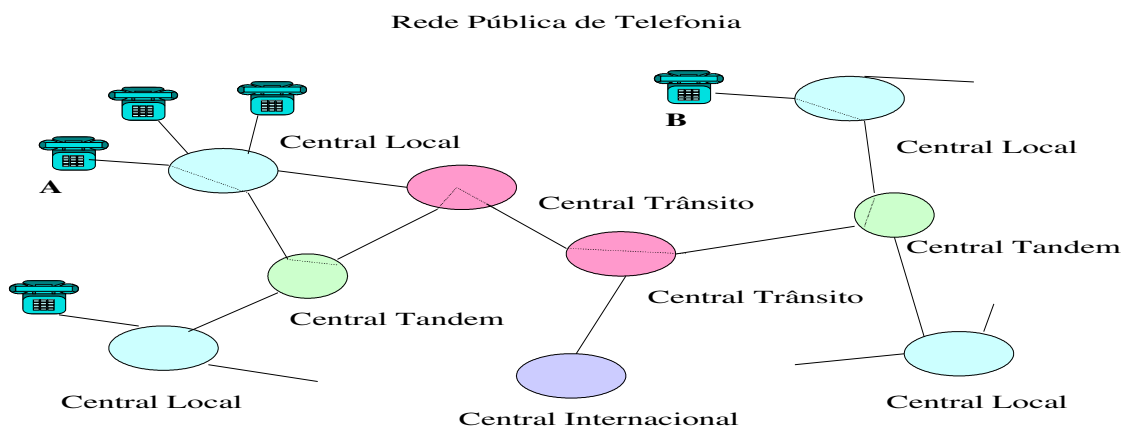 Rede Pública de Telefonia
B
Central Local
Central Local
A
Central Trânsito
Central Tandem
Central Trânsito
Central Tandem
Central Local
Central Internacional
Central Local